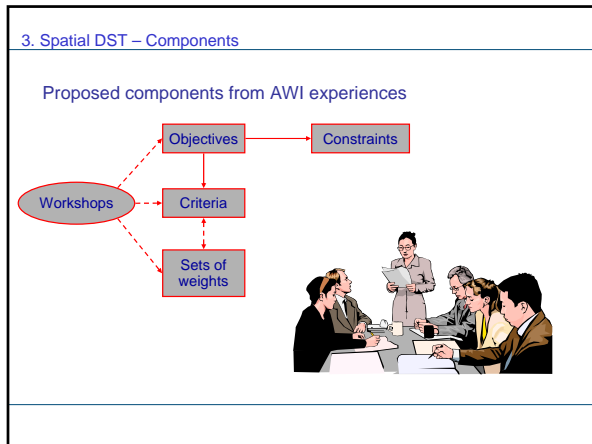 3. Spatial DST – Components
Proposed components from AWI experiences
Objectives
Constraints
Workshops
Criteria
Sets of
weights